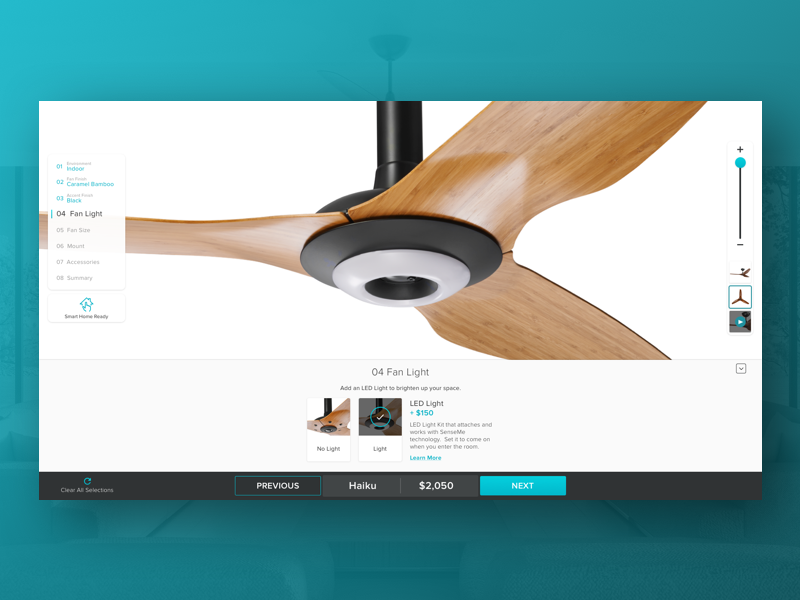 01 Environment
Indoor
02 Fan Finish
Caramel Bamboo
03 Accent Finish
Black
04 Fan Light
05 Fan Size
06 Mount
07 Accessories
08 Summary
Smart Home Ready
+
−
04 Fan Light
Add an LED Light to brighten up your space.
No Light
Light
LED Light
+ $150
LED Light Kit that attaches and
works with SenseMe
technology. Set it to come on
when you enter the room.
Learn More
Clear All Selections
PREVIOUS
Haiku
$2,050
NEXT